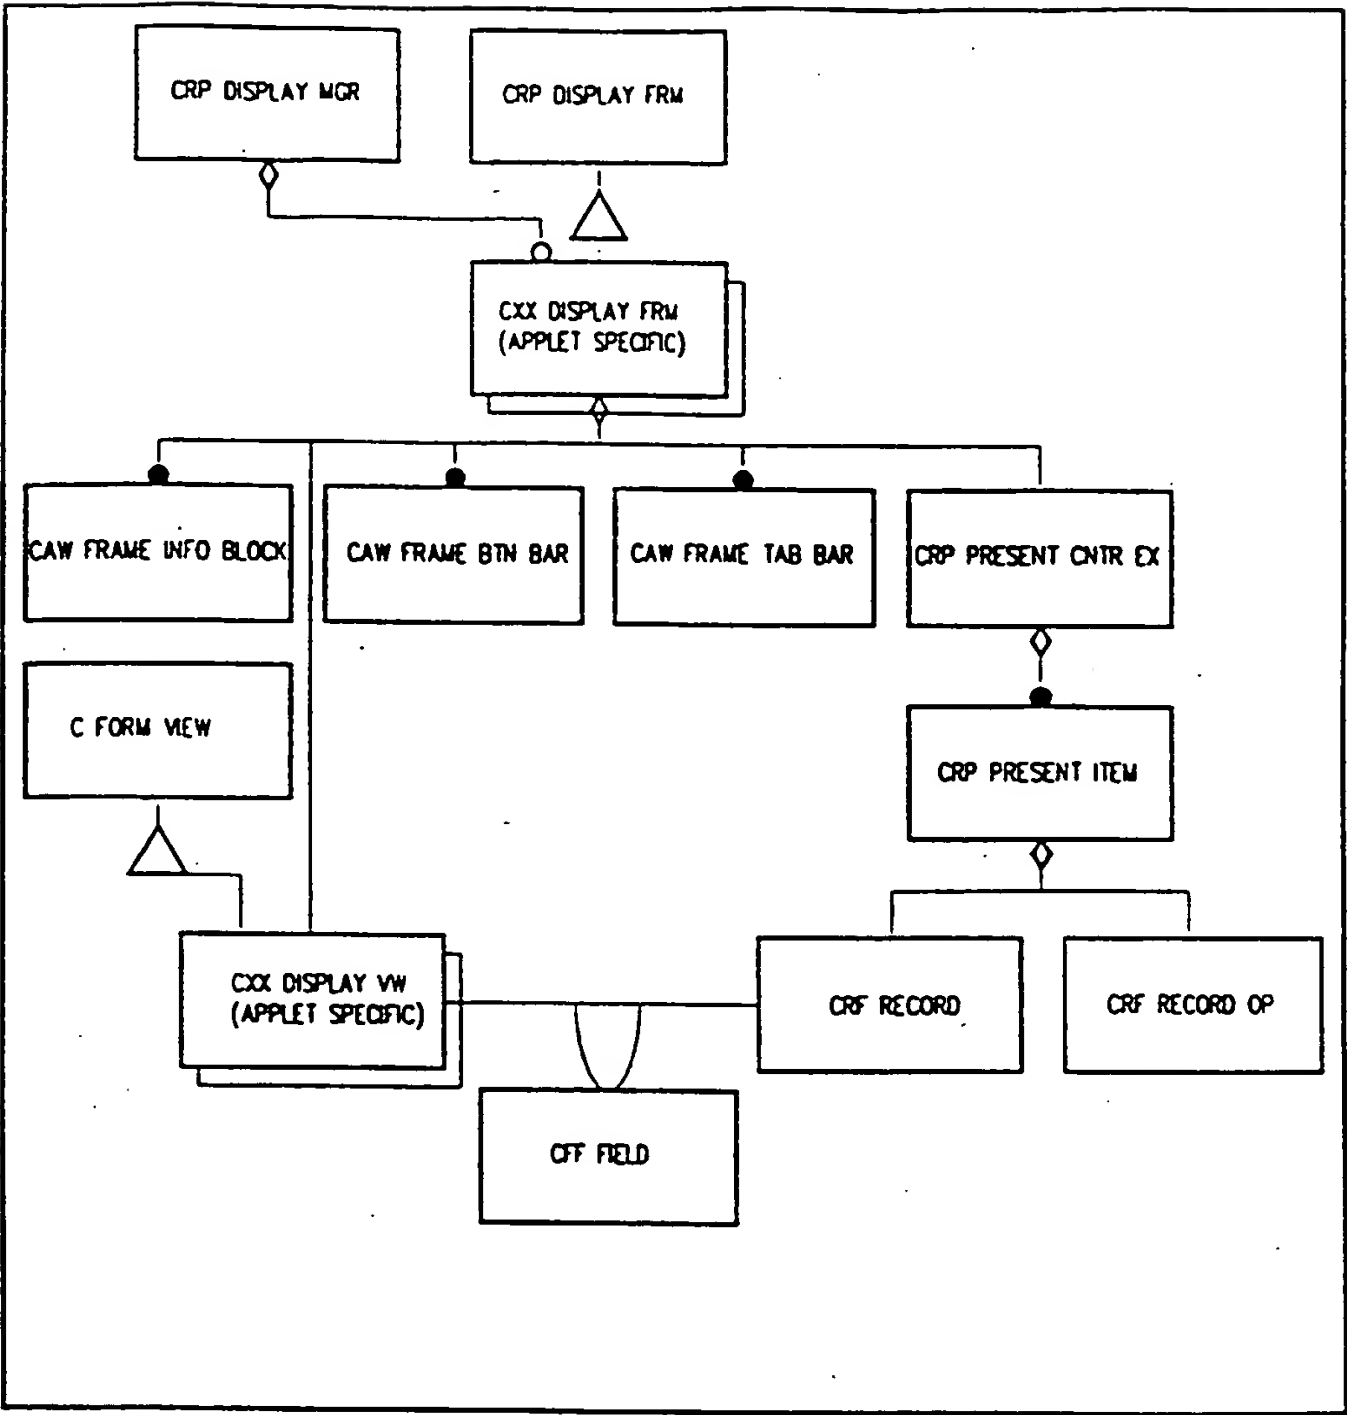 CRP DISPLAY MGR
CRP DISPLAY FRM
CXX DISPLAY FRM
(APPLET SPECIFIC)
CAW FRAME INFO BLOCK
CAW FRAME BTN BAR
CAW FRAME TAB BAR
CRP PRESENT CNTR EX
C FORM VIEW
CRP PRESENT ITEM
CXX DISPLAY VW
(APPLET SPECIFIC)
CRF RECORD
CRF RECORD OP
CFF FIELD